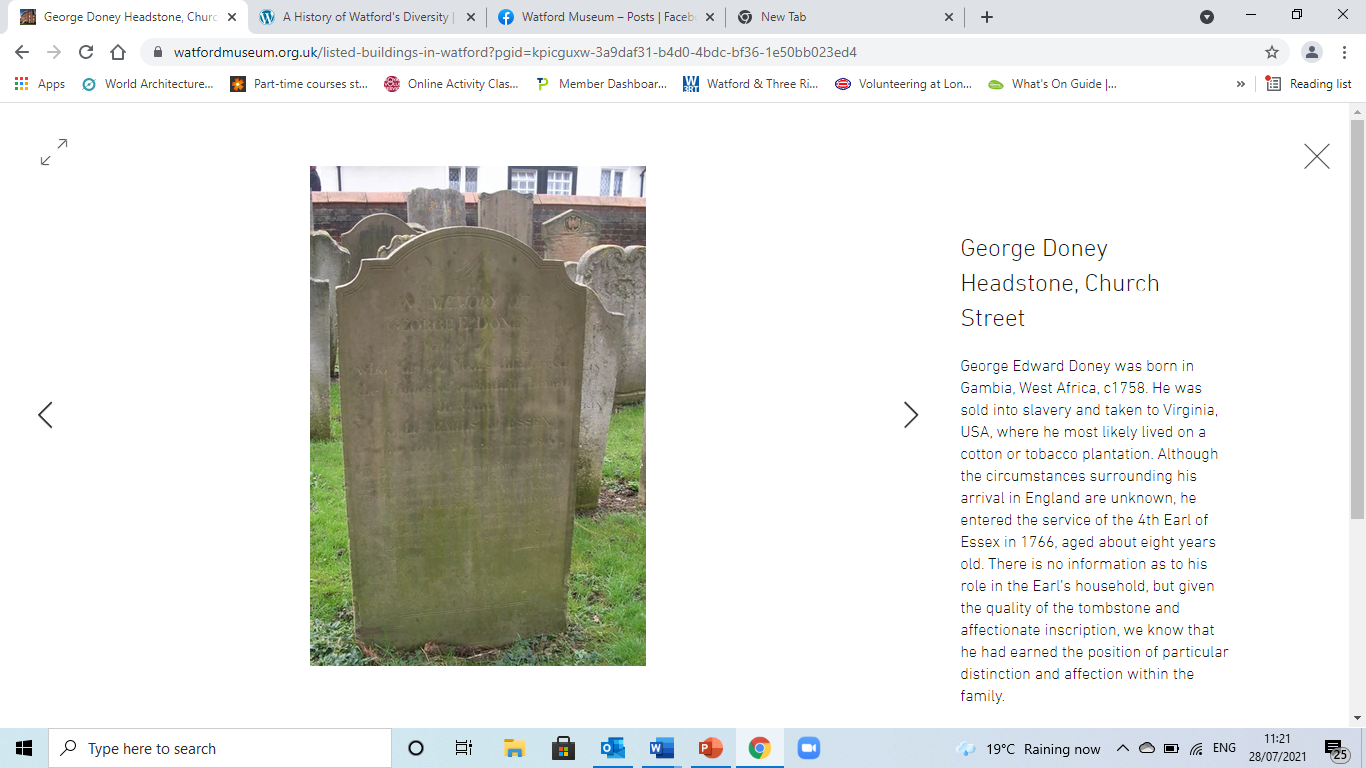 George Doney Headstone, Churc
A History of Watford's Diversity |
Watford Museum – Posts | Faceb
New Tab
watfordmuseum.org.uk/listed-buildings-in-watford?pgid=kpicguxw-3a9daf31-b4d0-4bdc-bf36-1e50bb023ed4
Apps
World Architecture...
Part-time courses st...
Online Activity Clas...
Member Dashboar...
Watford & Three Ri...
Volunteering at Lon...
What's On Guide |...
»
Reading list
MEMORY OF
GEORGE E. DONEY
George Doney
Headstone, Church
Street
George Edward Doney was born in
Gambia, West Africa, c1758. He was
sold into slavery and taken to Virginia,
USA, where he most likely lived on a
cotton or tobacco plantation. Although
the circumstances surrounding his
arrival in England are unknown, he
entered the service of the 4th Earl of
Essex in 1766, aged about eight years
old. There is no information as to his
role in the Earl's household, but given
the quality of the tombstone and
affectionate inscription, we know that
he had earned the position of particular
distinction and affection within the
family.
Type here to search
19°C Raining now
ENG
11:21
28/07/2021
25